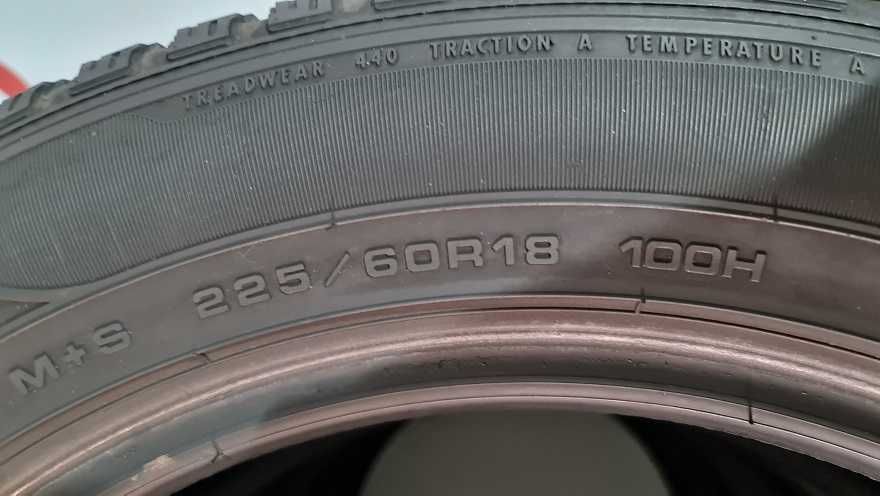 TREADWEAR 440 TRACTION A TEMPERATURE A
M+S 225/60R18 100H